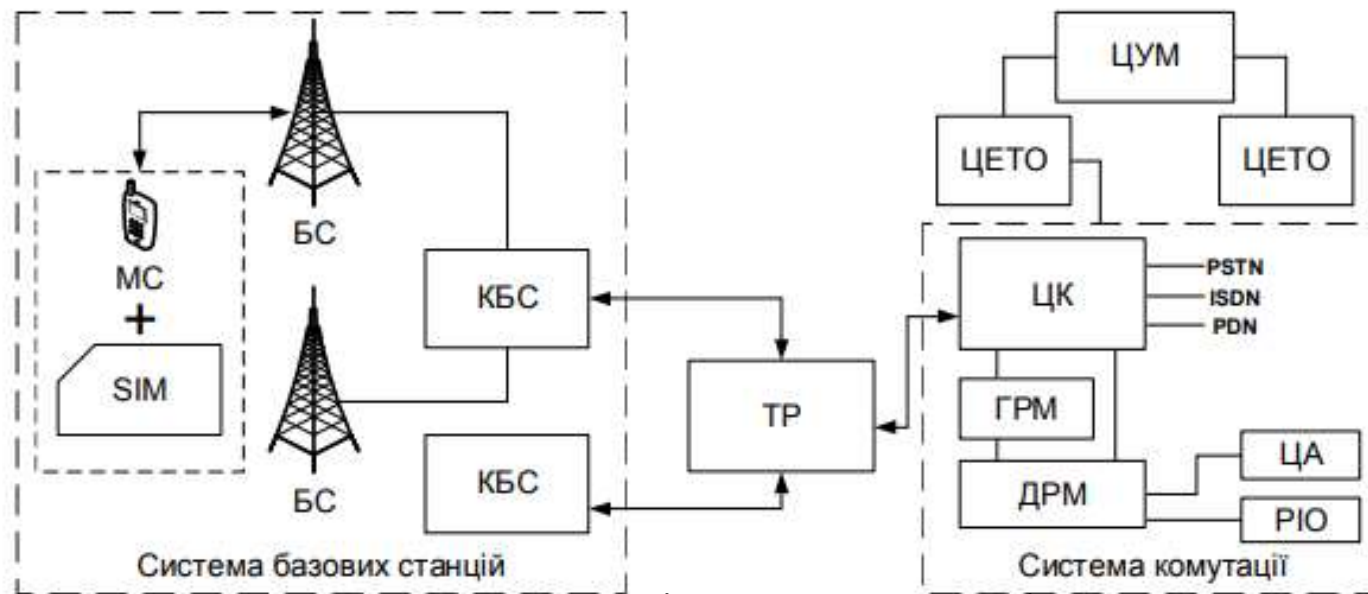 ЦУМ
ЦЕТО
ЦЕТО
БС
МС
+
SIM
БС
КБС
КБС
Система базових станцій
ТР
ЦК
PSTN
ISDN
PDN
ГРМ
ДРМ
ЦА
РІО
Система комутації